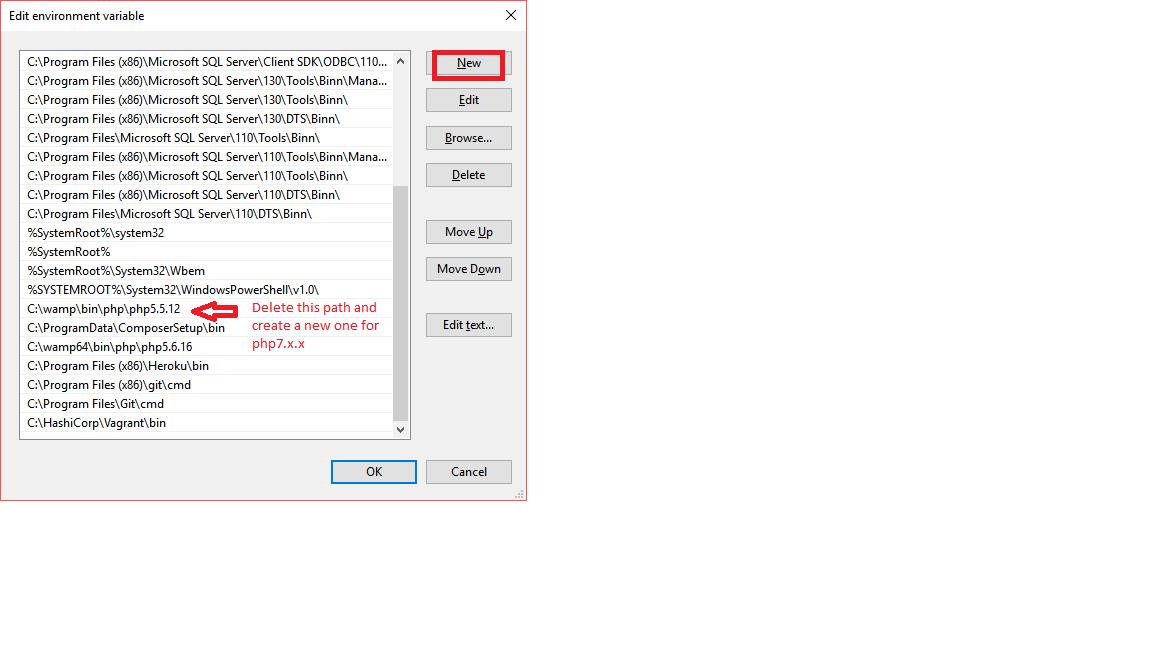 Edit environment variable
C:\Program Files (x86)\Microsoft SQL Server\Client SDK\ODBC\110...
C:\Program Files (x86)\Microsoft SQL Server\130\Tools\Binn\Mana...
C:\Program Files (x86)\Microsoft SQL Server\130\Tools\Binn\
C:\Program Files (x86)\Microsoft SQL Server\130\DTS\Binn\
C:\Program Files\Microsoft SQL Server\110\Tools\Binn\
C:\Program Files (x86)\Microsoft SQL Server\110\Tools\Binn\Mana...
C:\Program Files (x86)\Microsoft SQL Server\110\Tools\Binn\
C:\Program Files (x86)\Microsoft SQL Server\110\DTS\Binn\
C:\Program Files\Microsoft SQL Server\110\DTS\Binn\
%SystemRoot%\system32
%SystemRoot%
%SystemRoot%\System32\Wbem
%SYSTEMROOT%\System32\WindowsPowerShell\v1.0\
C:\wamp\bin\php\php5.5.12
C:\ProgramData\ComposerSetup\bin
C:\wamp64\bin\php\php5.6.16
C:\Program Files (x86)\Heroku\bin
C:\Program Files (x86)\git\cmd
C:\Program Files\Git\cmd
C:\HashiCorp\Vagrant\bin
Delete this path and
create a new one for
php7.x.x
New
Edit
Browse...
Delete
Move Up
Move Down
Edit text...
OK
Cancel